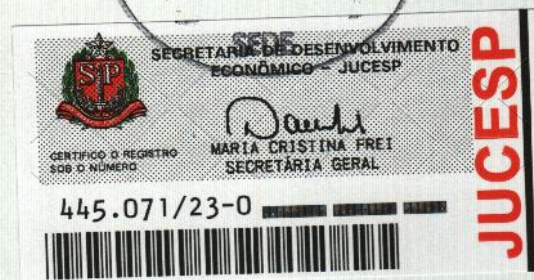 SEDE
SECRETARIA DE DESENVOLVIMENTO
ECONÔMICO - JUCESP
SP
CERTIFICO O REGISTRO
SOB O NÚMERO
MARIA CRISTINA FREI
SECRETÁRIA GERAL
445.071/23-0
JUCESP